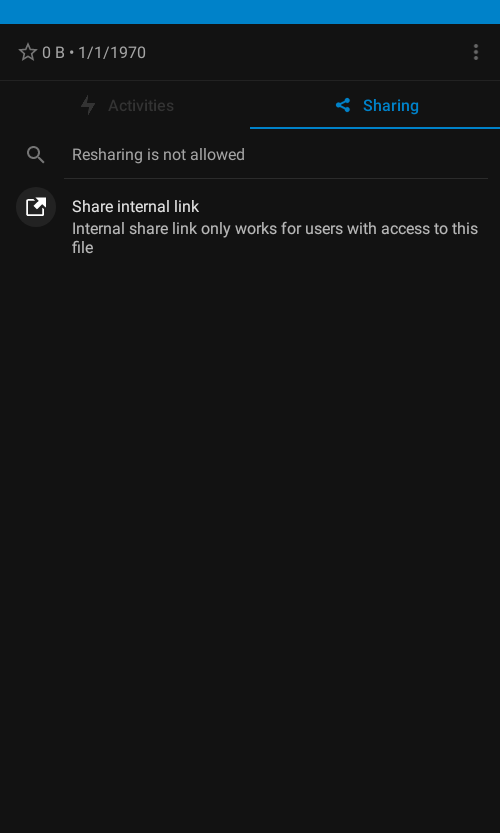 0 B • 1/1/1970
Activities
Sharing
Resharing is not allowed
Share internal link
Internal share link only works for users with access to this
file